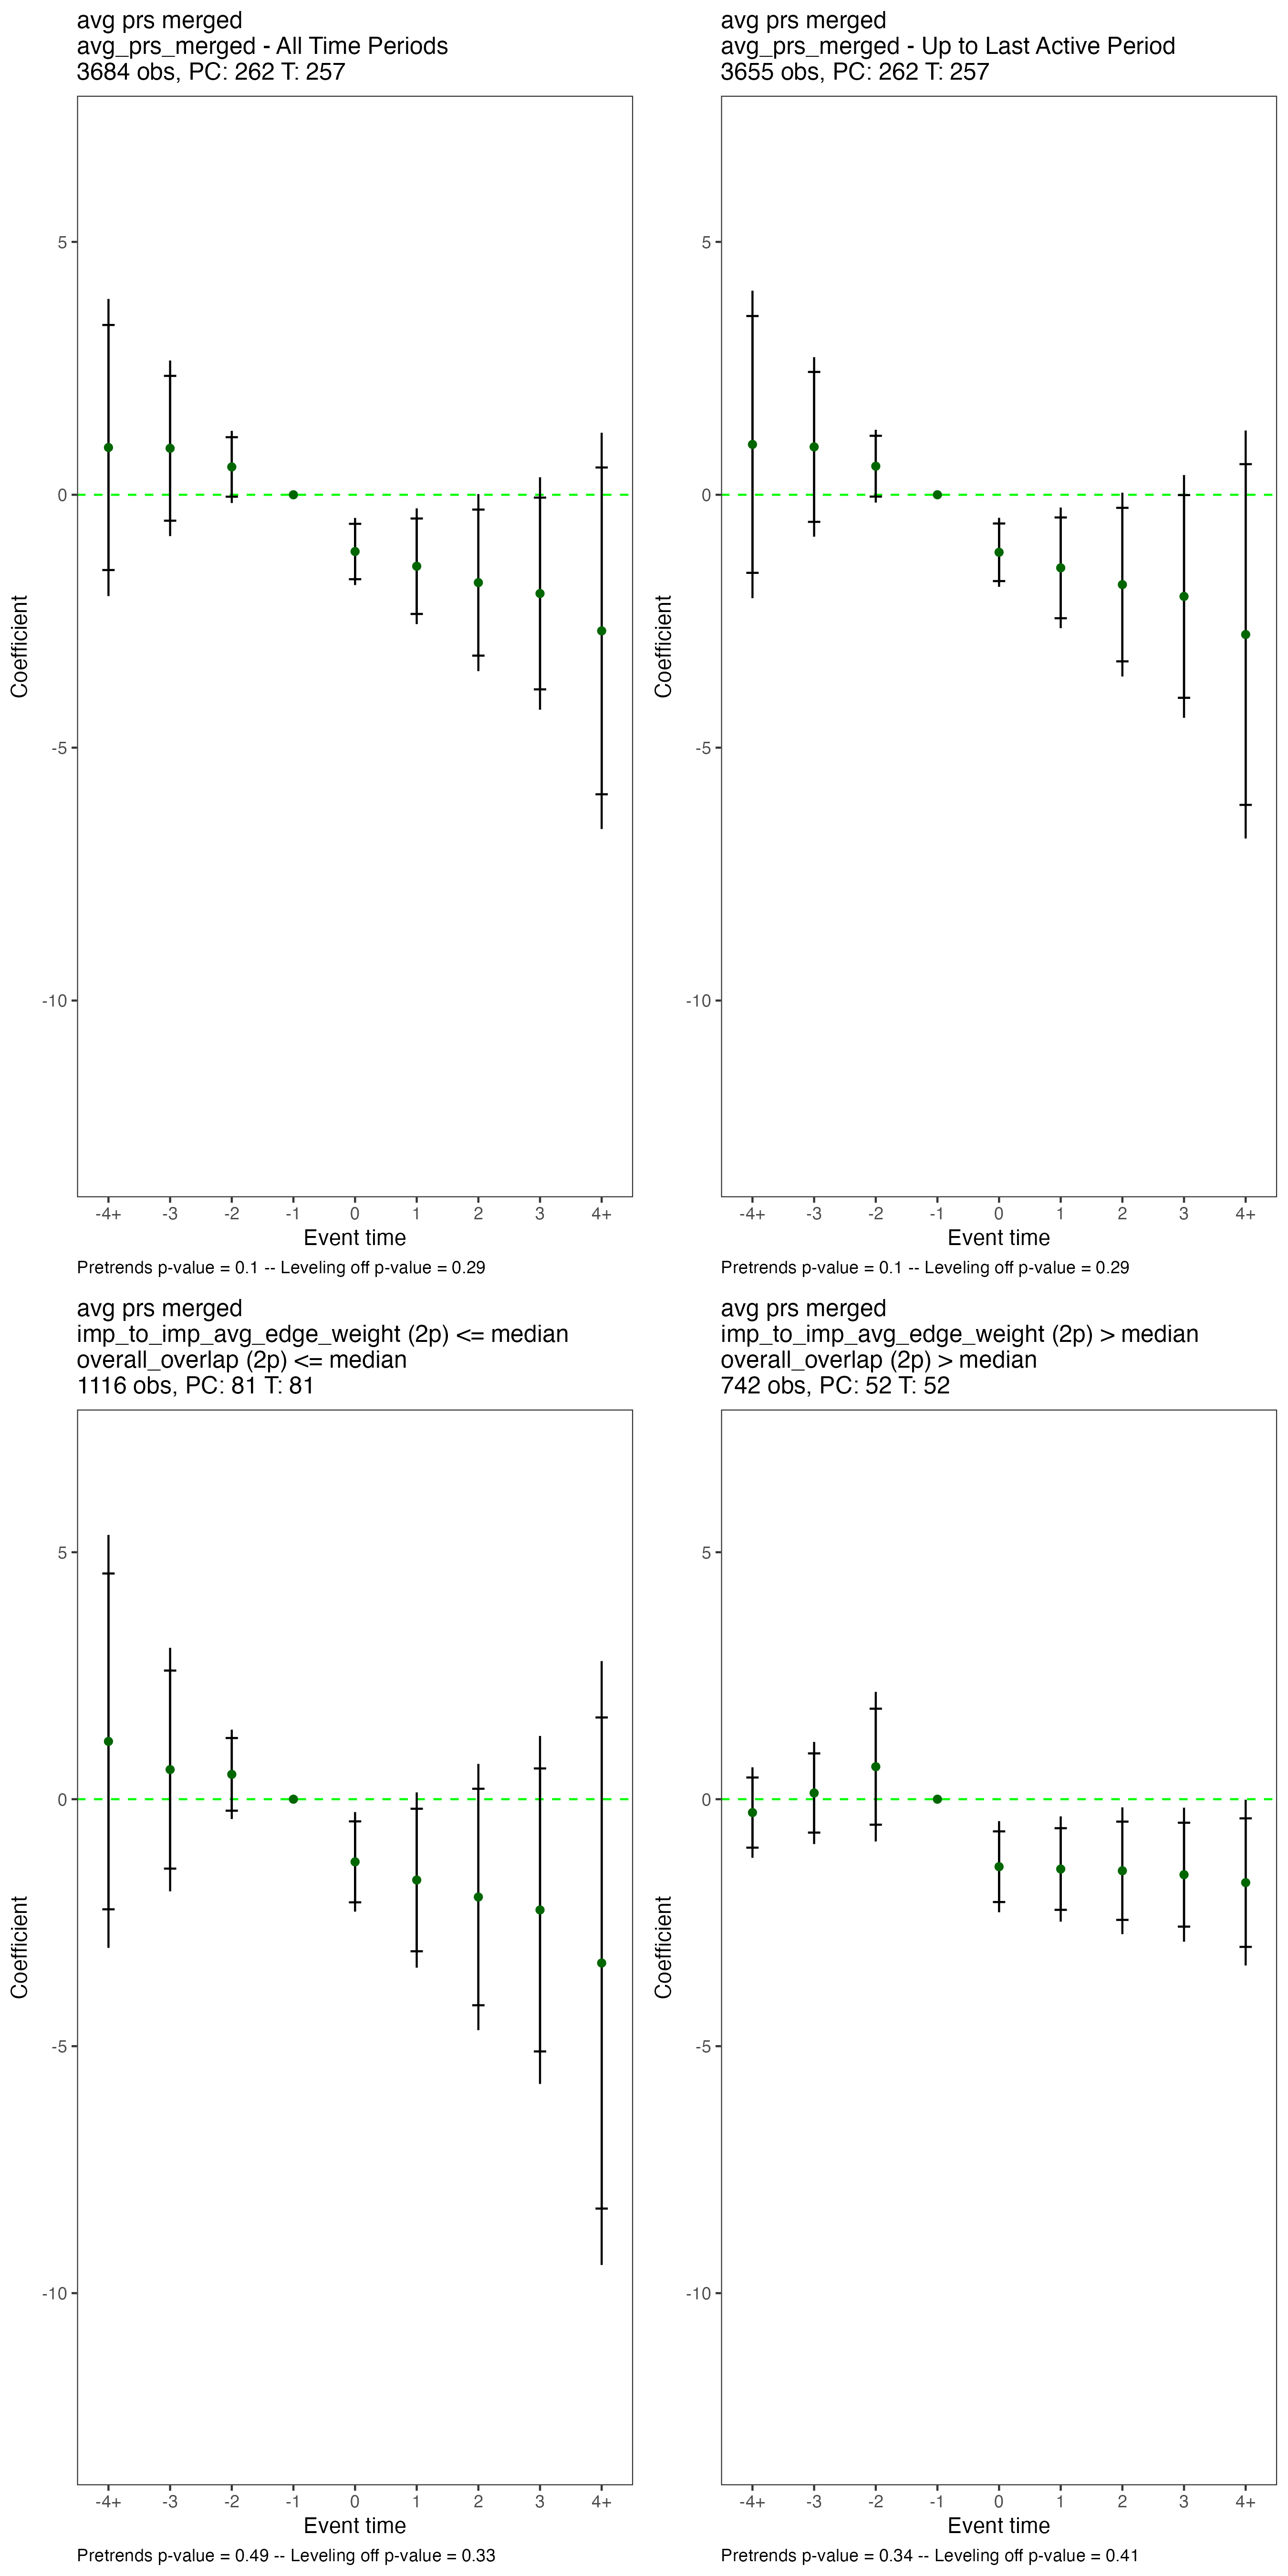 avg prs merged
avg_prs_merged - All Time Periods
3684 obs, PC: 262 T: 257
5
0
-5
-10
Coefficient
-4+ -3 -2 -1 0 1 2 3 4+
Event time
Pretrends p-value = 0.1 -- Leveling off p-value = 0.29
avg prs merged
avg_prs_merged - Up to Last Active Period
3655 obs, PC: 262 T: 257
5
0
-5
-10
Coefficient
-4+ -3 -2 -1 0 1 2 3 4+
Event time
Pretrends p-value = 0.1 -- Leveling off p-value = 0.29
avg prs merged
imp_to_imp_avg_edge_weight (2p) <= median
overall_overlap (2p) <= median
1116 obs, PC: 81 T: 81
5
0
-5
-10
Coefficient
-4+ -3 -2 -1 0 1 2 3 4+
Event time
Pretrends p-value = 0.49 -- Leveling off p-value = 0.33
avg prs merged
imp_to_imp_avg_edge_weight (2p) > median
overall_overlap (2p) > median
742 obs, PC: 52 T: 52
5
0
-5
-10
Coefficient
-4+ -3 -2 -1 0 1 2 3 4+
Event time
Pretrends p-value = 0.34 -- Leveling off p-value = 0.41